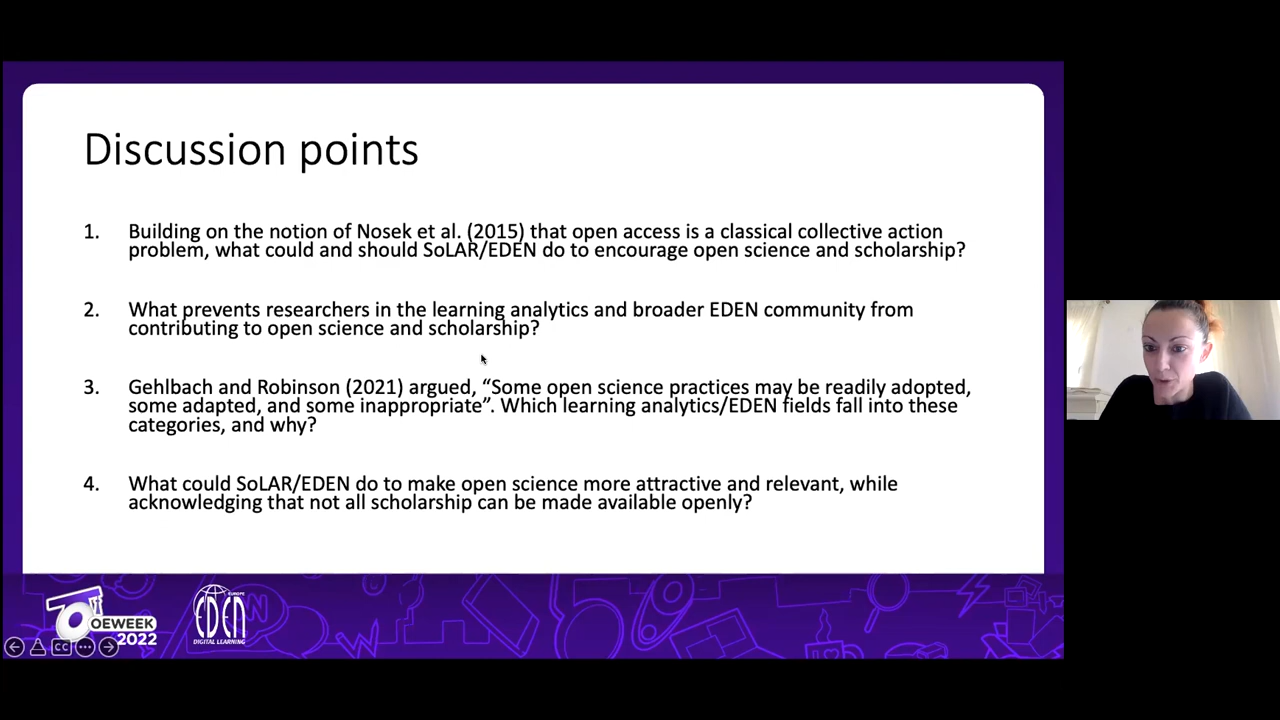 Discussion points
1. Building on the notion of Nosek et al. (2015) that open access is a classical collective action
problem, what could and should SoLAR/EDEN do to encourage open science and scholarship?
2. What prevents researchers in the learning analytics and broader EDEN community from
contributing to open science and scholarship?
3. Gehlbach and Robinson (2021) argued, “Some open science practices may be readily adopted,
some adapted, and some inappropriate”. Which learning analytics/EDEN fields fall into these
categories, and why?
4. What could SoLAR/EDEN do to make open science more attractive and relevant, while
acknowledging that not all scholarship can be made available openly?
OEWEEK
2022
EUROPE
EDEN
DIGITAL LEARNING
CC